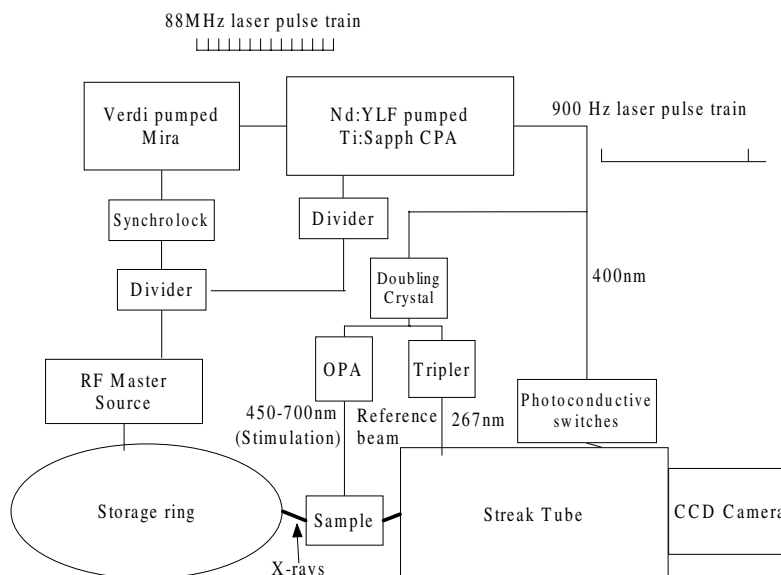 88MHz laser pulse train
Verdi pumped
Mira
Nd:YLF pumped
Ti:Sapph CPA
900 Hz laser pulse train
Synchrolock
Divider
Divider
Doubling
Crystal
400nm
RF Master
Source
OPA
Tripler
Photoconductive
switches
450-700nm
(Stimulation)
Reference
beam
267nm
Storage ring
Sample
Streak Tube
CCD Camera
X-rays